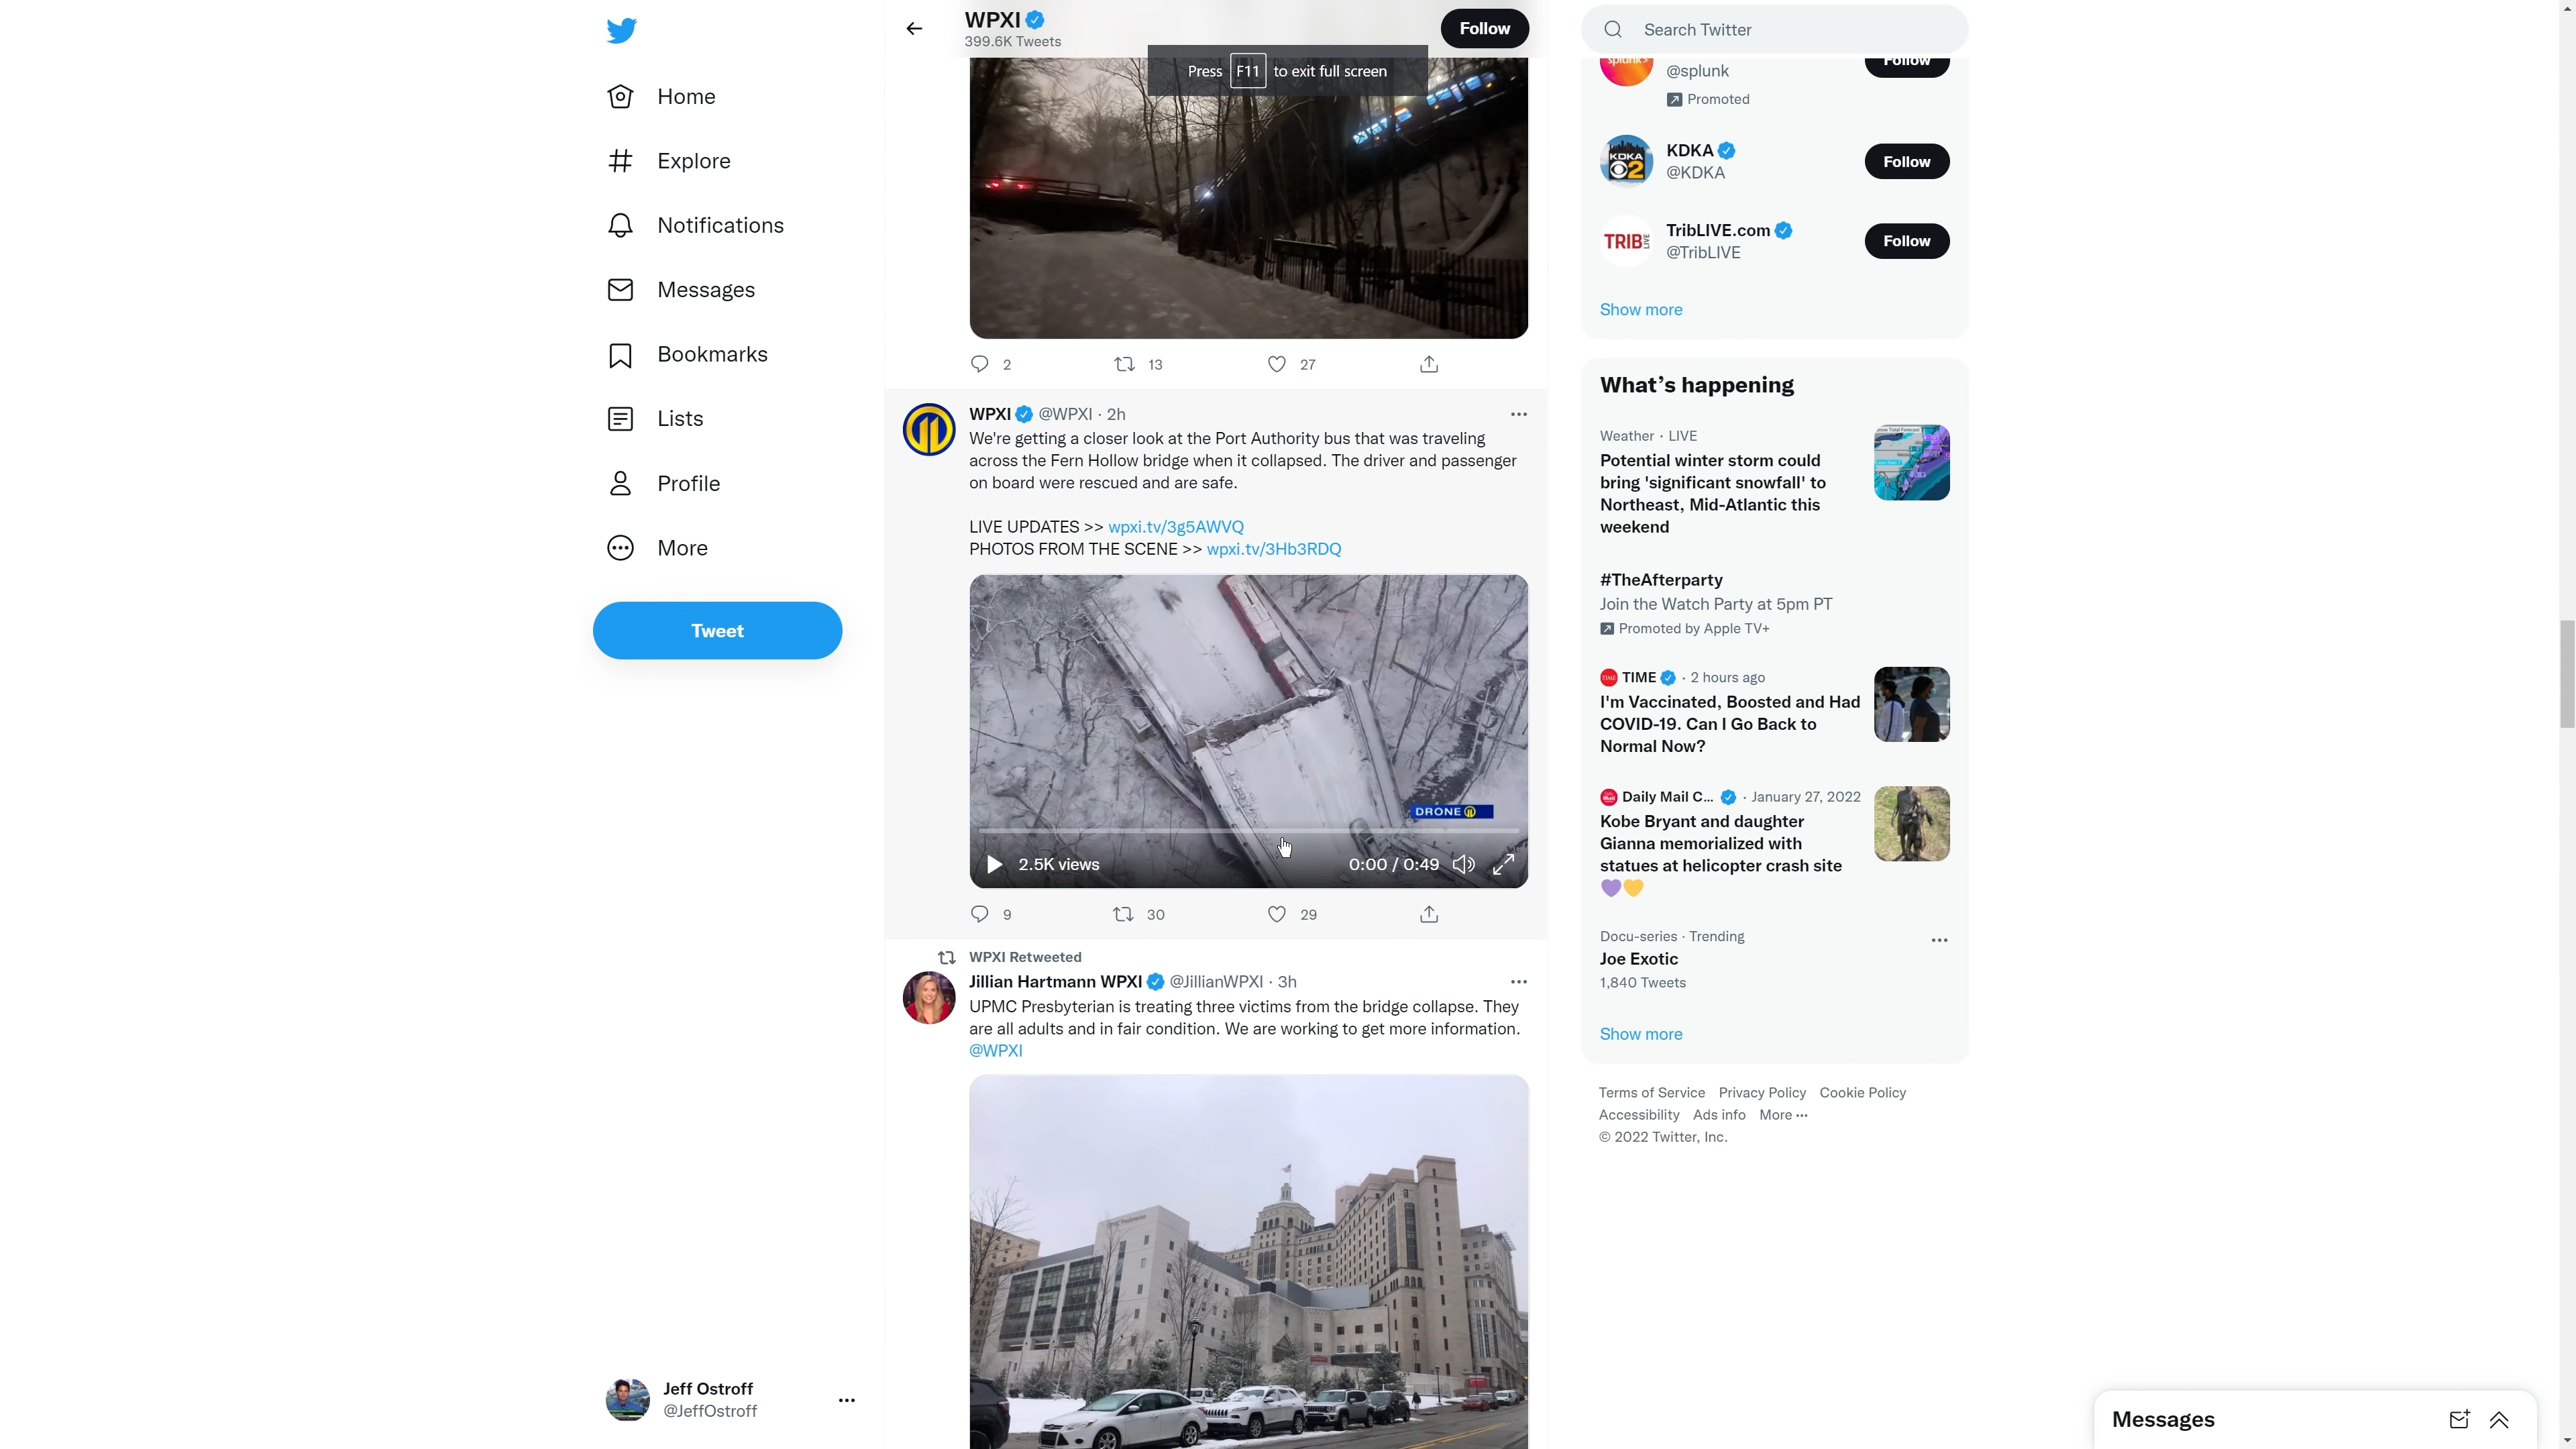 Home
Explore
Notifications
Messages
Bookmarks
Lists
Profile
More
Tweet
Jeff Ostroff
@JeffOstroff
WPXI
399.6K Tweets
Follow
Press F11 to exit full screen
2 13 27
WPXI @WPXI · 2h
We're getting a closer look at the Port Authority bus that was traveling
across the Fern Hollow bridge when it collapsed. The driver and passenger
on board were rescued and are safe.
LIVE UPDATES >> wpxi.tv/3g5AWVQ
PHOTOS FROM THE SCENE >> wpxi.tv/3Hb3RDQ
DRONE 11
2.5K views 0:00 / 0:49
9 30 29
WPXI Retweeted
Jillian Hartmann WPXI @JillianWPXI · 3h
UPMC Presbyterian is treating three victims from the bridge collapse. They
are all adults and in fair condition. We are working to get more information.
@WPXI
Search Twitter
splunk>
@splunk
Follow
Promoted
KDKA 2
KDKA
@KDKA
Follow
TRIB LIVE
TribLIVE.com
@TribLIVE
Follow
Show more
What's happening
Weather · LIVE
Potential winter storm could
bring 'significant snowfall' to
Northeast, Mid-Atlantic this
weekend
#TheAfterparty
Join the Watch Party at 5pm PT
Promoted by Apple TV+
TIME · 2 hours ago
I'm Vaccinated, Boosted and Had
COVID-19. Can I Go Back to
Normal Now?
Daily Mail C... · January 27, 2022
Kobe Bryant and daughter
Gianna memorialized with
statues at helicopter crash site
Docu-series · Trending
Joe Exotic
1,840 Tweets
Show more
Terms of Service Privacy Policy Cookie Policy
Accessibility Ads info More ···
© 2022 Twitter, Inc.
Messages